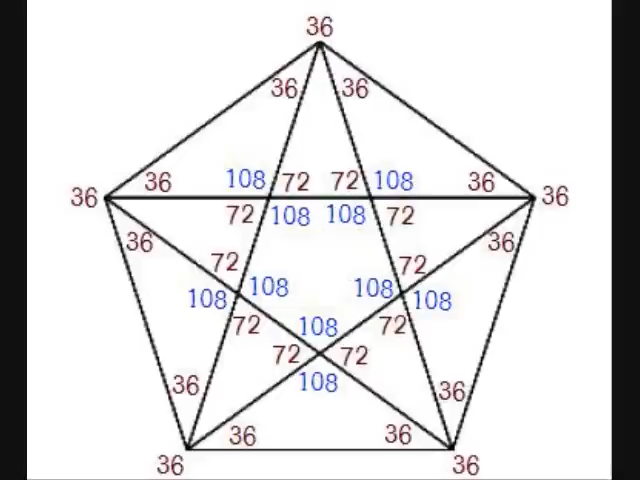 36
36 36
36 36 108 72 72 108 36 36
36 72 108 108 72 36
72 108 108 72
108 72 108 72 108
72 72
36 108 36
36 36
36 36